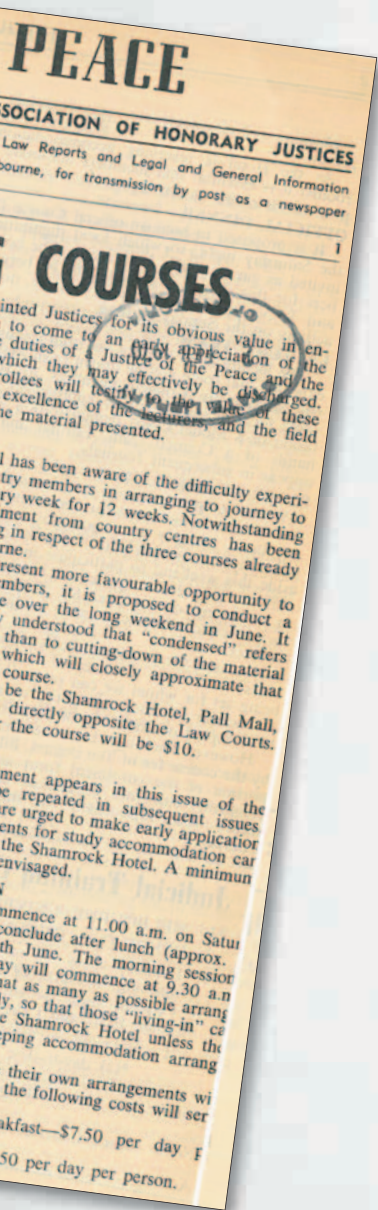 PEACE
ASSOCIATION OF HONORARY JUSTICES
Law Reports and Legal and General Information
bourne, for transmission by post as a newspaper
1
COURSES
inted Justices for its obvious value in en-
to come to an early appreciation of the
duties of a Justice of the Peace and the
which they may effectively be discharged.
ollees will testify to the value of these
excellence of the lecturers, and the field
he material presented.
l has been aware of the difficulty experi-
try members in arranging to journey to
ry week for 12 weeks. Notwithstanding
ment from country centres has been
g in respect of the three courses already
rne.
resent more favourable opportunity to
mbers, it is proposed to conduct a
e over the long weekend in June. It
y understood that "condensed" refers
than to cutting-down of the material
which will closely approximate that
course.
be the Shamrock Hotel, Pall Mall,
directly opposite the Law Courts.
r the course will be $10.
ment appears in this issue of the
be repeated in subsequent issues
are urged to make early application
ents for study accommodation can
the Shamrock Hotel. A minimum
envisaged.
mmence at 11.00 a.m. on Satur
conclude after lunch (approx.
th June. The morning session
ay will commence at 9.30 a.m
hat as many as possible arrang
ly, so that those "living-in" ca
e Shamrock Hotel unless the
eping accommodation arrang
their own arrangements wi
the following costs will ser
akfast—$7.50 per day p
50 per day per person.